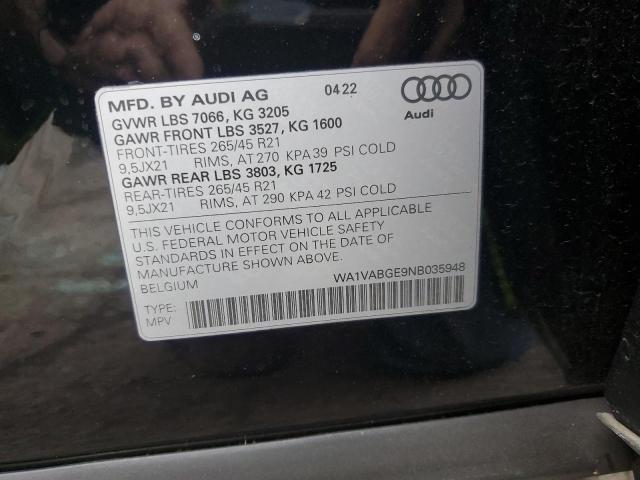 MFD. BY AUDI AG 04.22
GVWR LBS 7066, KG 3205
GAWR FRONT LBS 3527, KG 1600
FRONT-TIRES 265/45 R21
9,5JX21 RIMS, AT 270 KPA 39 PSI COLD
GAWR REAR LBS 3803, KG 1725
REAR-TIRES 265/45 R21
9,5JX21 RIMS, AT 290 KPA 42 PSI COLD
THIS VEHICLE CONFORMS TO ALL APPLICABLE
U.S. FEDERAL MOTOR VEHICLE SAFETY
STANDARDS IN EFFECT ON THE DATE OF
MANUFACTURE SHOWN ABOVE.
BELGIUM
WA1VABGE9NB035948
TYPE:
MPV
Audi